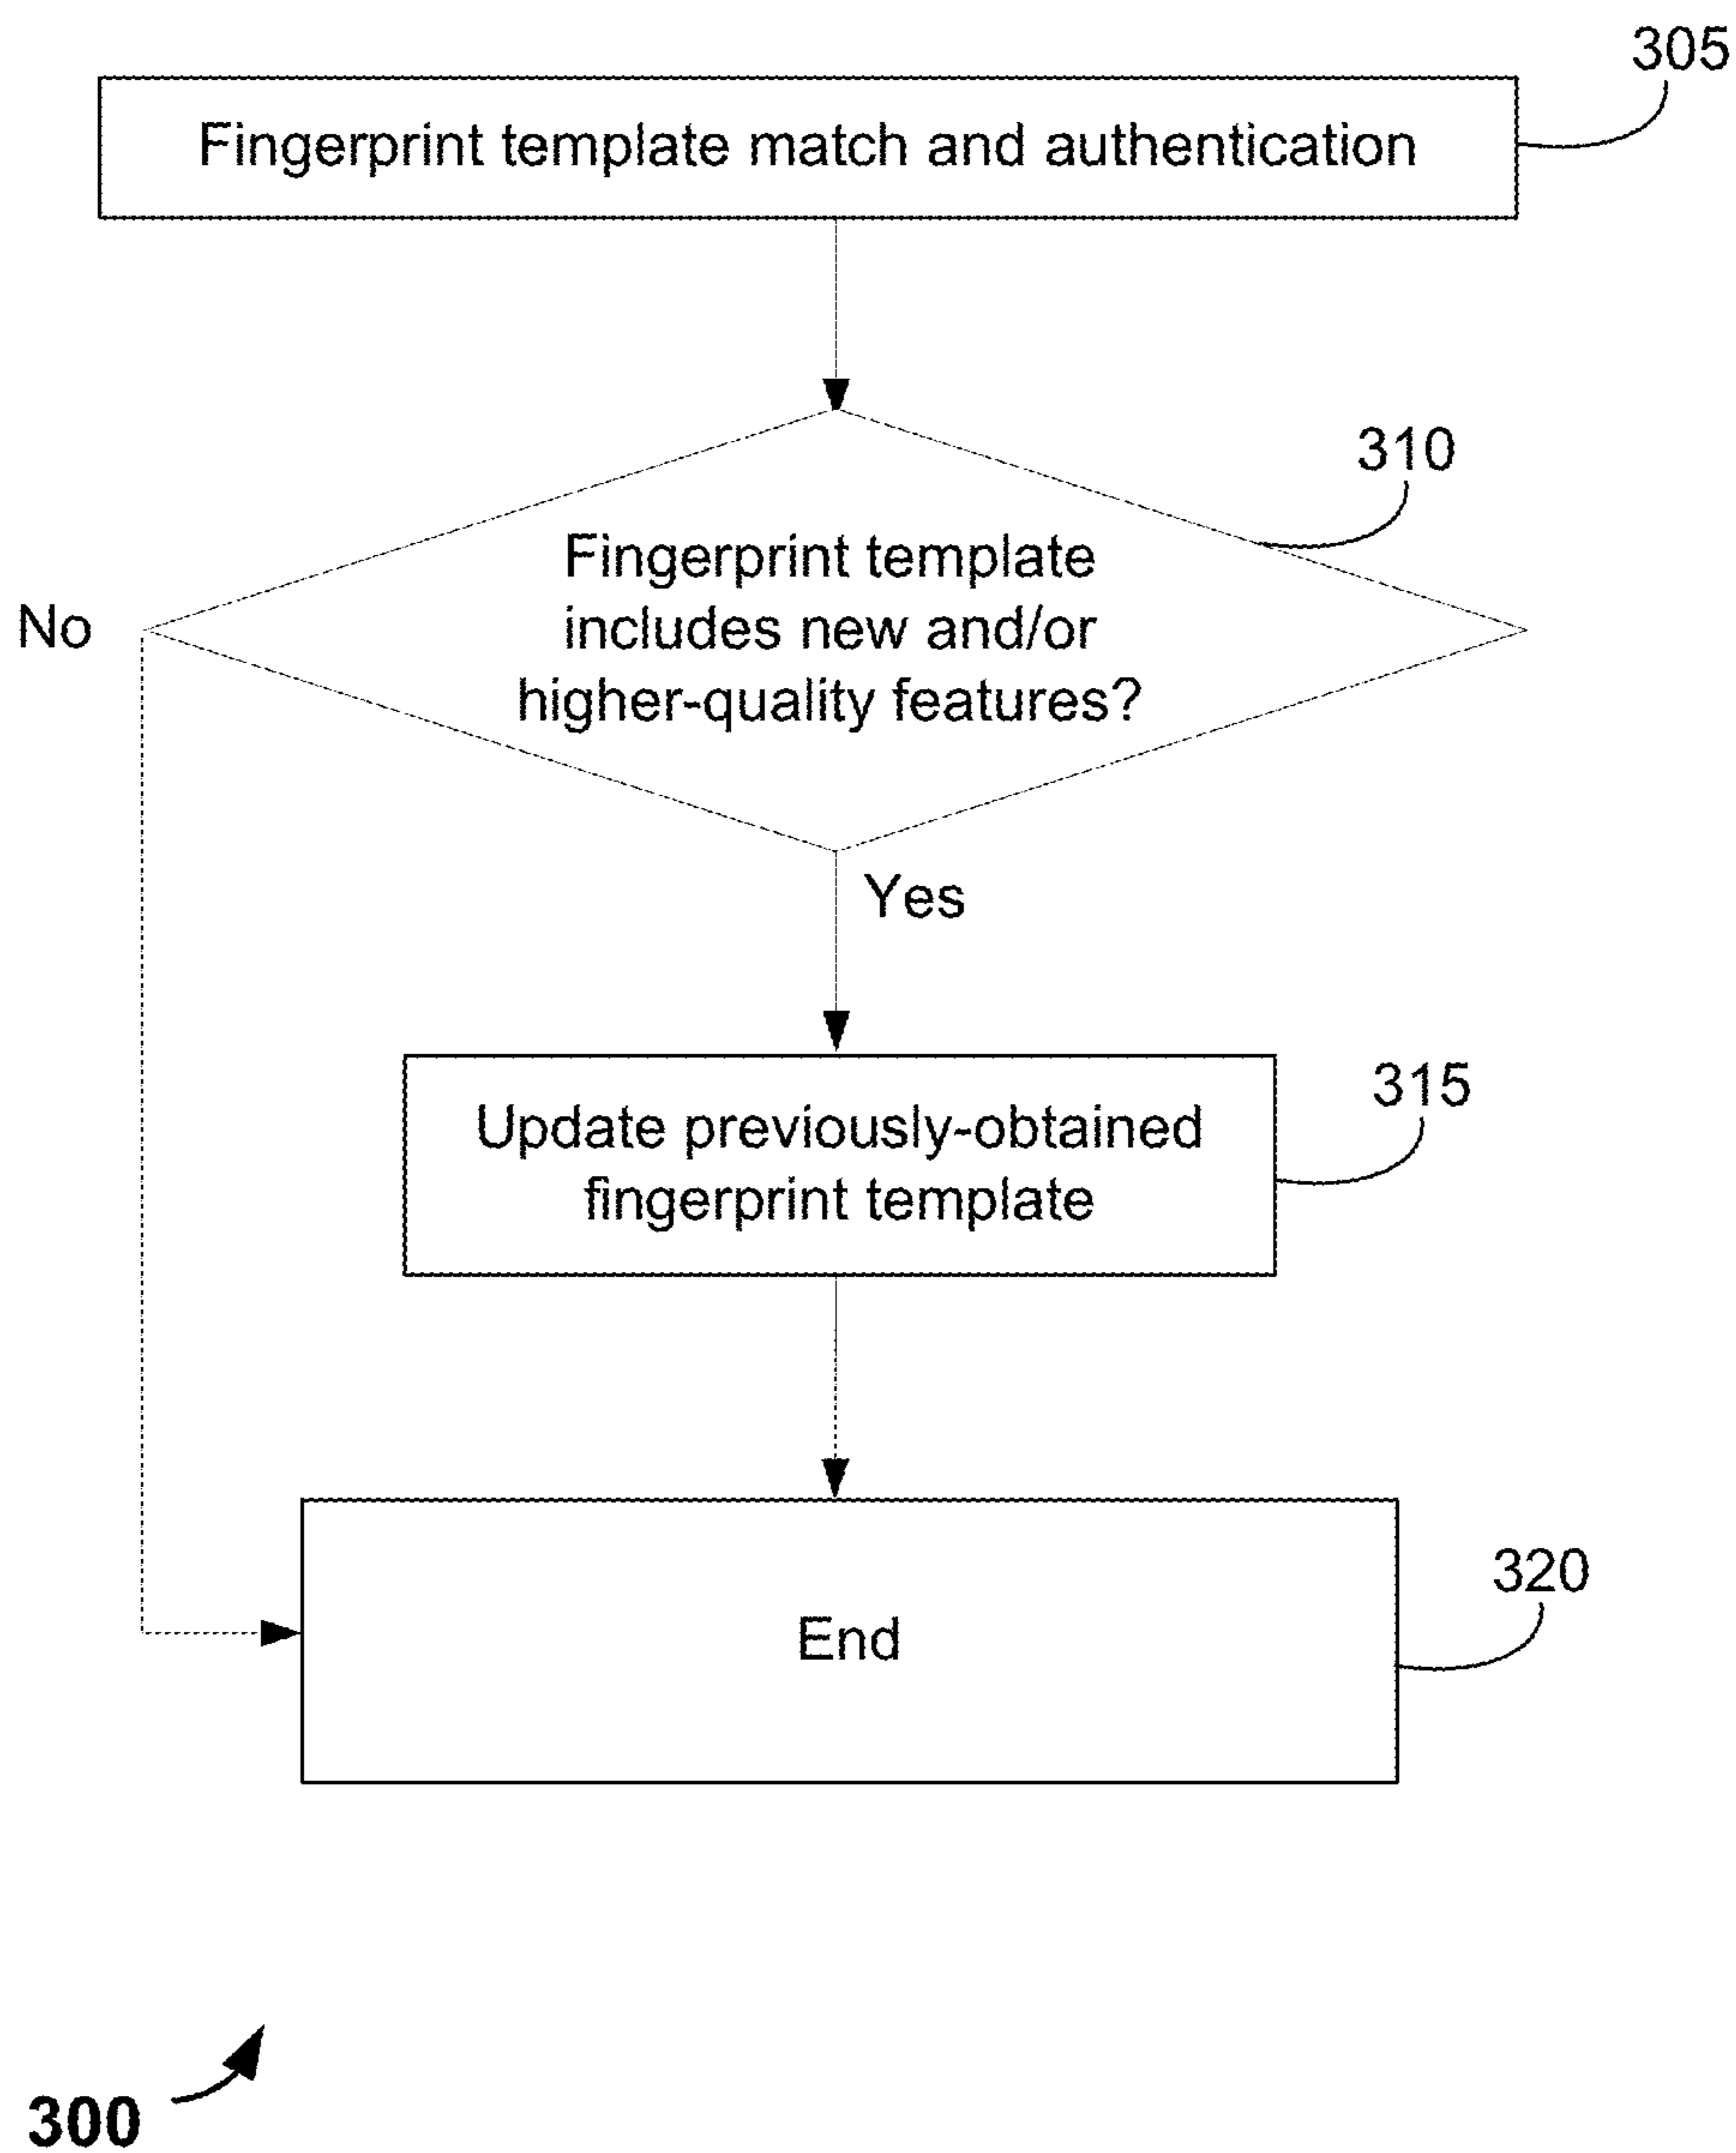 305
Fingerprint template match and authentication
310
Fingerprint template
includes new and/or
higher-quality features?
No
Yes
315
Update previously-obtained
fingerprint template
320
End
300